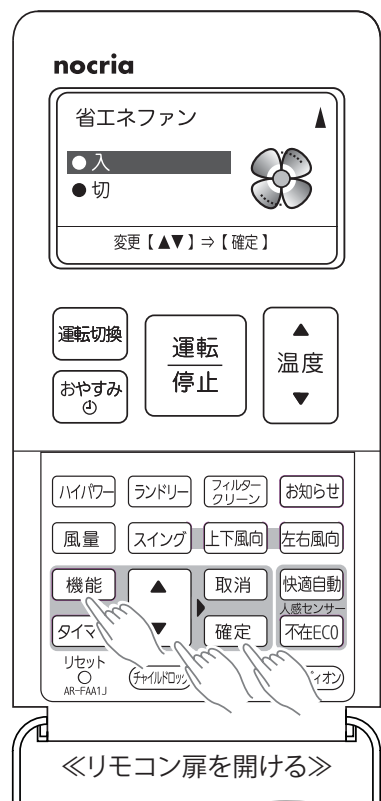 nocria
省エネファン
●入
●切
変更【▲▼】⇒【確定】
運転切換
運転
停止
▲
温度
▼
おやすみ
ハイパワー
ランドリー
フィルター
クリーン
お知らせ
風量
スイング
上下風向
左右風向
機能
▲
取消
快適自動
人感センサー
▼
確定
不在ECO
リセット
AR-FAA1J
≪リモコン扉を開ける≫